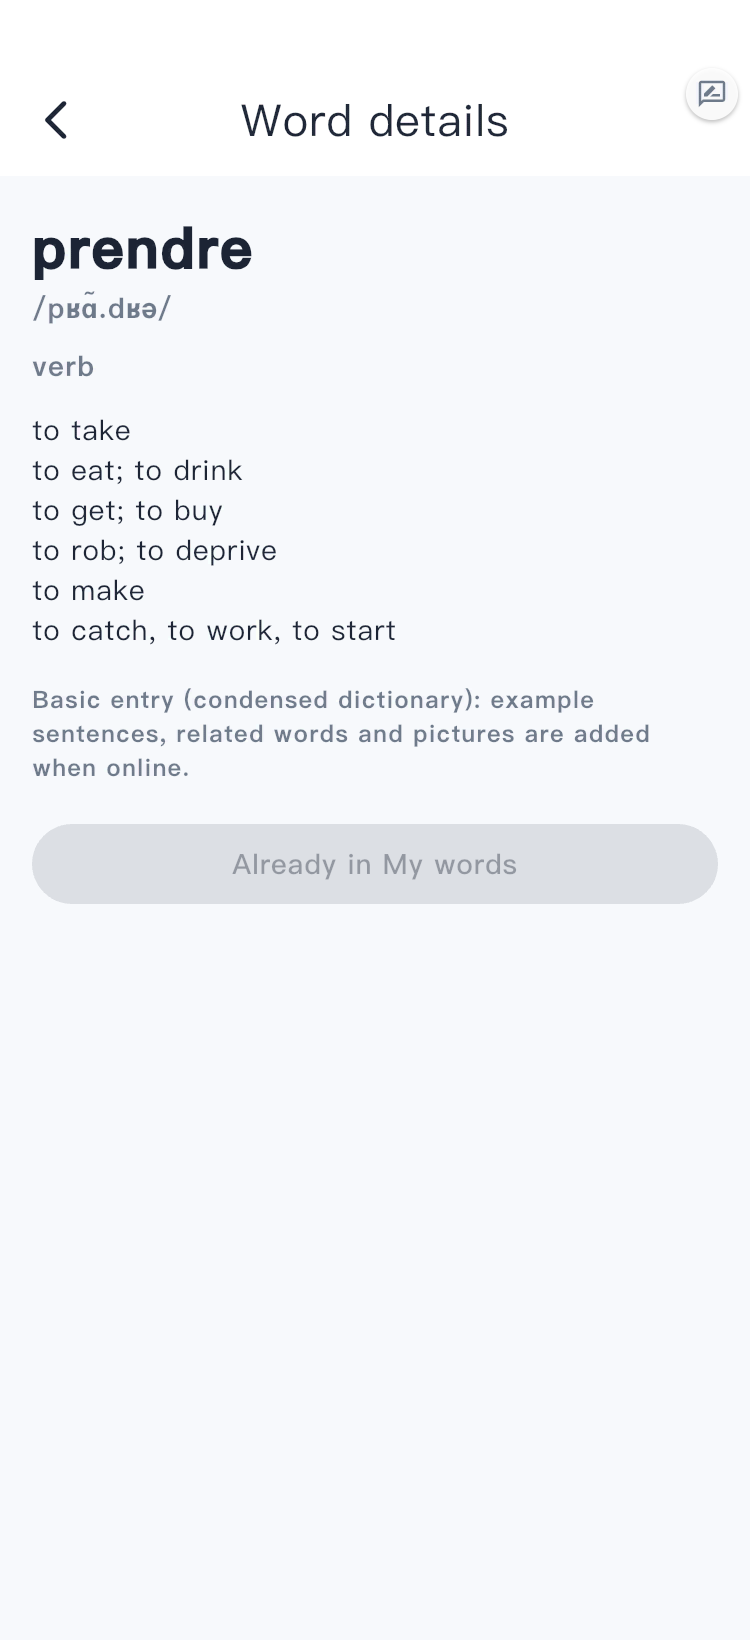 Word details
prendre
/pʁɑ̃.dʁə/
verb
to take
to eat; to drink
to get; to buy
to rob; to deprive
to make
to catch, to work, to start
Basic entry (condensed dictionary): example
sentences, related words and pictures are added
when online.
Already in My words